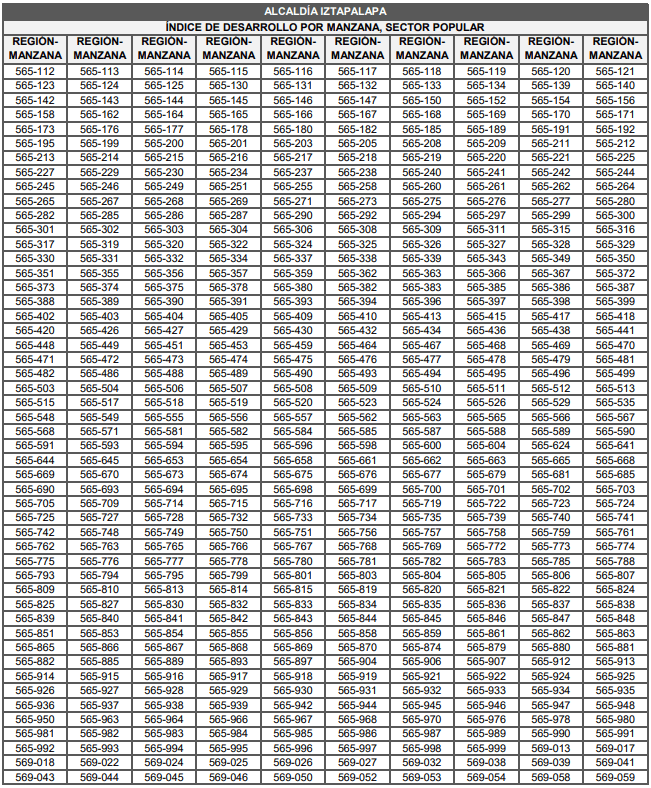 ALCALDÍA IZTAPALAPA
ÍNDICE DE DESARROLLO POR MANZANA, SECTOR POPULAR
REGIÓN-MANZANA REGIÓN-MANZANA REGIÓN-MANZANA REGIÓN-MANZANA REGIÓN-MANZANA REGIÓN-MANZANA REGIÓN-MANZANA REGIÓN-MANZANA REGIÓN-MANZANA REGIÓN-MANZANA
565-112 565-113 565-114 565-115 565-116 565-117 565-118 565-119 565-120 565-121
565-123 565-124 565-125 565-130 565-131 565-132 565-133 565-134 565-139 565-140
565-142 565-143 565-144 565-145 565-146 565-147 565-150 565-152 565-154 565-156
565-158 565-162 565-164 565-165 565-166 565-167 565-168 565-169 565-170 565-171
565-173 565-176 565-177 565-178 565-180 565-182 565-185 565-189 565-191 565-192
565-195 565-199 565-200 565-201 565-203 565-205 565-208 565-209 565-211 565-212
565-213 565-214 565-215 565-216 565-217 565-218 565-219 565-220 565-221 565-225
565-227 565-229 565-230 565-234 565-237 565-238 565-240 565-241 565-242 565-244
565-245 565-246 565-249 565-251 565-255 565-258 565-260 565-261 565-262 565-264
565-265 565-267 565-268 565-269 565-271 565-273 565-275 565-276 565-277 565-280
565-282 565-285 565-286 565-287 565-290 565-292 565-294 565-297 565-299 565-300
565-301 565-302 565-303 565-304 565-306 565-308 565-309 565-311 565-315 565-316
565-317 565-319 565-320 565-322 565-324 565-325 565-326 565-327 565-328 565-329
565-330 565-331 565-332 565-334 565-337 565-338 565-339 565-343 565-349 565-350
565-351 565-355 565-356 565-357 565-359 565-362 565-363 565-366 565-367 565-372
565-373 565-374 565-375 565-378 565-380 565-382 565-383 565-385 565-386 565-387
565-388 565-389 565-390 565-391 565-393 565-394 565-396 565-397 565-398 565-399
565-402 565-403 565-404 565-405 565-409 565-410 565-413 565-415 565-417 565-418
565-420 565-426 565-427 565-429 565-430 565-432 565-434 565-436 565-438 565-441
565-448 565-449 565-451 565-453 565-459 565-464 565-467 565-468 565-469 565-470
565-471 565-472 565-473 565-474 565-475 565-476 565-477 565-478 565-479 565-481
565-482 565-486 565-488 565-489 565-490 565-493 565-494 565-495 565-496 565-499
565-503 565-504 565-506 565-507 565-508 565-509 565-510 565-511 565-512 565-513
565-515 565-517 565-518 565-519 565-520 565-523 565-524 565-526 565-529 565-535
565-548 565-549 565-555 565-556 565-557 565-562 565-563 565-565 565-566 565-567
565-568 565-571 565-581 565-582 565-584 565-585 565-587 565-588 565-589 565-590
565-591 565-593 565-594 565-595 565-596 565-598 565-600 565-604 565-624 565-641
565-644 565-645 565-653 565-654 565-658 565-661 565-662 565-663 565-665 565-668
565-669 565-670 565-673 565-674 565-675 565-676 565-677 565-679 565-681 565-685
565-690 565-693 565-694 565-695 565-698 565-699 565-700 565-701 565-702 565-703
565-705 565-709 565-714 565-715 565-716 565-717 565-719 565-722 565-723 565-724
565-725 565-727 565-728 565-732 565-733 565-734 565-735 565-739 565-740 565-741
565-742 565-748 565-749 565-750 565-751 565-756 565-757 565-758 565-759 565-761
565-762 565-763 565-765 565-766 565-767 565-768 565-769 565-772 565-773 565-774
565-775 565-776 565-777 565-778 565-780 565-781 565-782 565-783 565-785 565-788
565-793 565-794 565-795 565-799 565-801 565-803 565-804 565-805 565-806 565-807
565-809 565-810 565-813 565-814 565-815 565-819 565-820 565-821 565-822 565-824
565-825 565-827 565-830 565-832 565-833 565-834 565-835 565-836 565-837 565-838
565-839 565-840 565-841 565-842 565-843 565-844 565-845 565-846 565-847 565-848
565-851 565-853 565-854 565-855 565-856 565-858 565-859 565-861 565-862 565-863
565-865 565-866 565-867 565-868 565-869 565-870 565-874 565-879 565-880 565-881
565-882 565-885 565-889 565-893 565-897 565-904 565-906 565-907 565-912 565-913
565-914 565-915 565-916 565-917 565-918 565-919 565-921 565-922 565-924 565-925
565-926 565-927 565-928 565-929 565-930 565-931 565-932 565-933 565-934 565-935
565-936 565-937 565-938 565-939 565-942 565-944 565-945 565-946 565-947 565-948
565-950 565-963 565-964 565-966 565-967 565-968 565-970 565-976 565-978 565-980
565-981 565-982 565-983 565-984 565-985 565-986 565-987 565-989 565-990 565-991
565-992 565-993 565-994 565-995 565-996 565-997 565-998 565-999 569-013 569-017
569-018 569-022 569-024 569-025 569-026 569-027 569-032 569-038 569-039 569-041
569-043 569-044 569-045 569-046 569-050 569-052 569-053 569-054 569-058 569-059